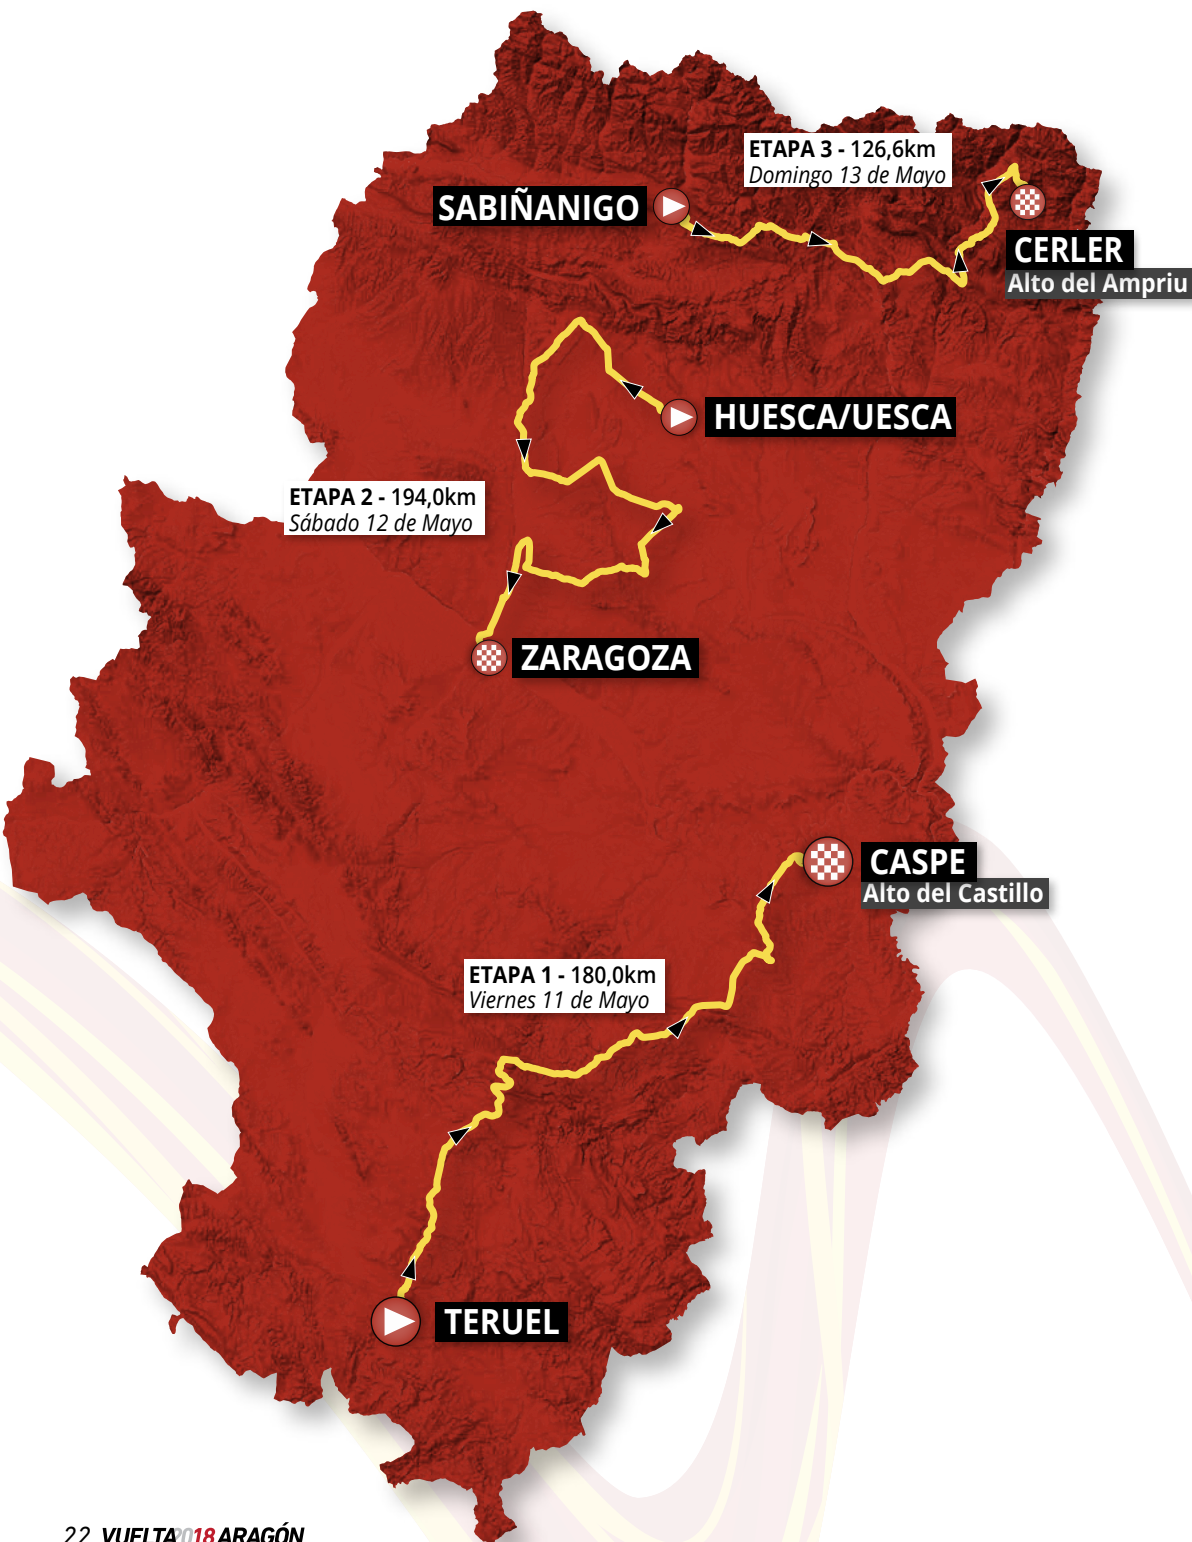 ETAPA 3 - 126,6km
Domingo 13 de Mayo
SABIÑANIGO
CERLER
Alto del Ampriu
HUESCA/UESCA
ETAPA 2 - 194,0km
Sábado 12 de Mayo
ZARAGOZA
CASPE
Alto del Castillo
ETAPA 1 - 180,0km
Viernes 11 de Mayo
TERUEL
22 VUELTA2018ARAGÓN